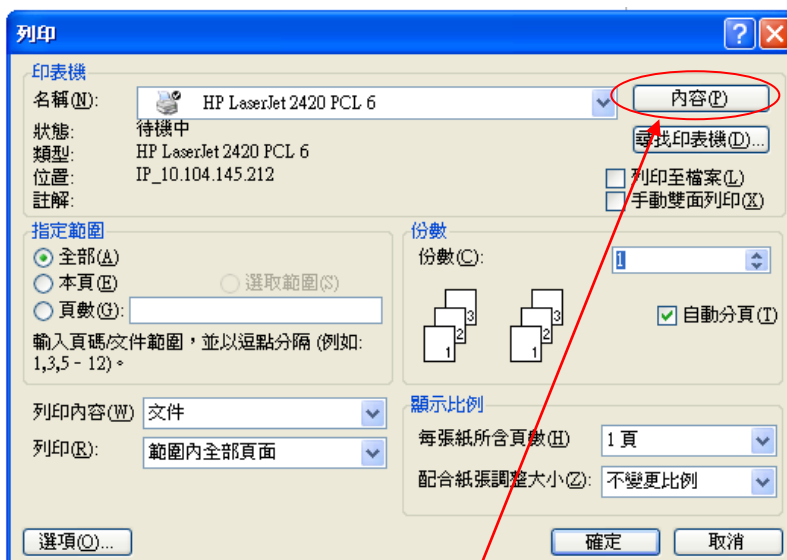 列印
印表機
名稱(N): HP LaserJet 2420 PCL 6 內容(P)
狀態: 待機中 尋找印表機(D)...
類型: HP LaserJet 2420 PCL 6
位置: IP_10.104.145.212 列印至檔案(L)
註解: 手動雙面列印(X)
指定範圍
全部(A)
本頁(E) 選取範圍(S)
頁數(G):
輸入頁碼/文件範圍，並以逗點分隔 (例如:
1,3,5 - 12)。
份數
份數(C): 1
1 2 3 1 2 3 自動分頁(T)
列印內容(W) 文件
列印(R): 範圍內全部頁面
顯示比例
每張紙所含頁數(H) 1 頁
配合紙張調整大小(Z): 不變更比例
選項(O)... 確定 取消